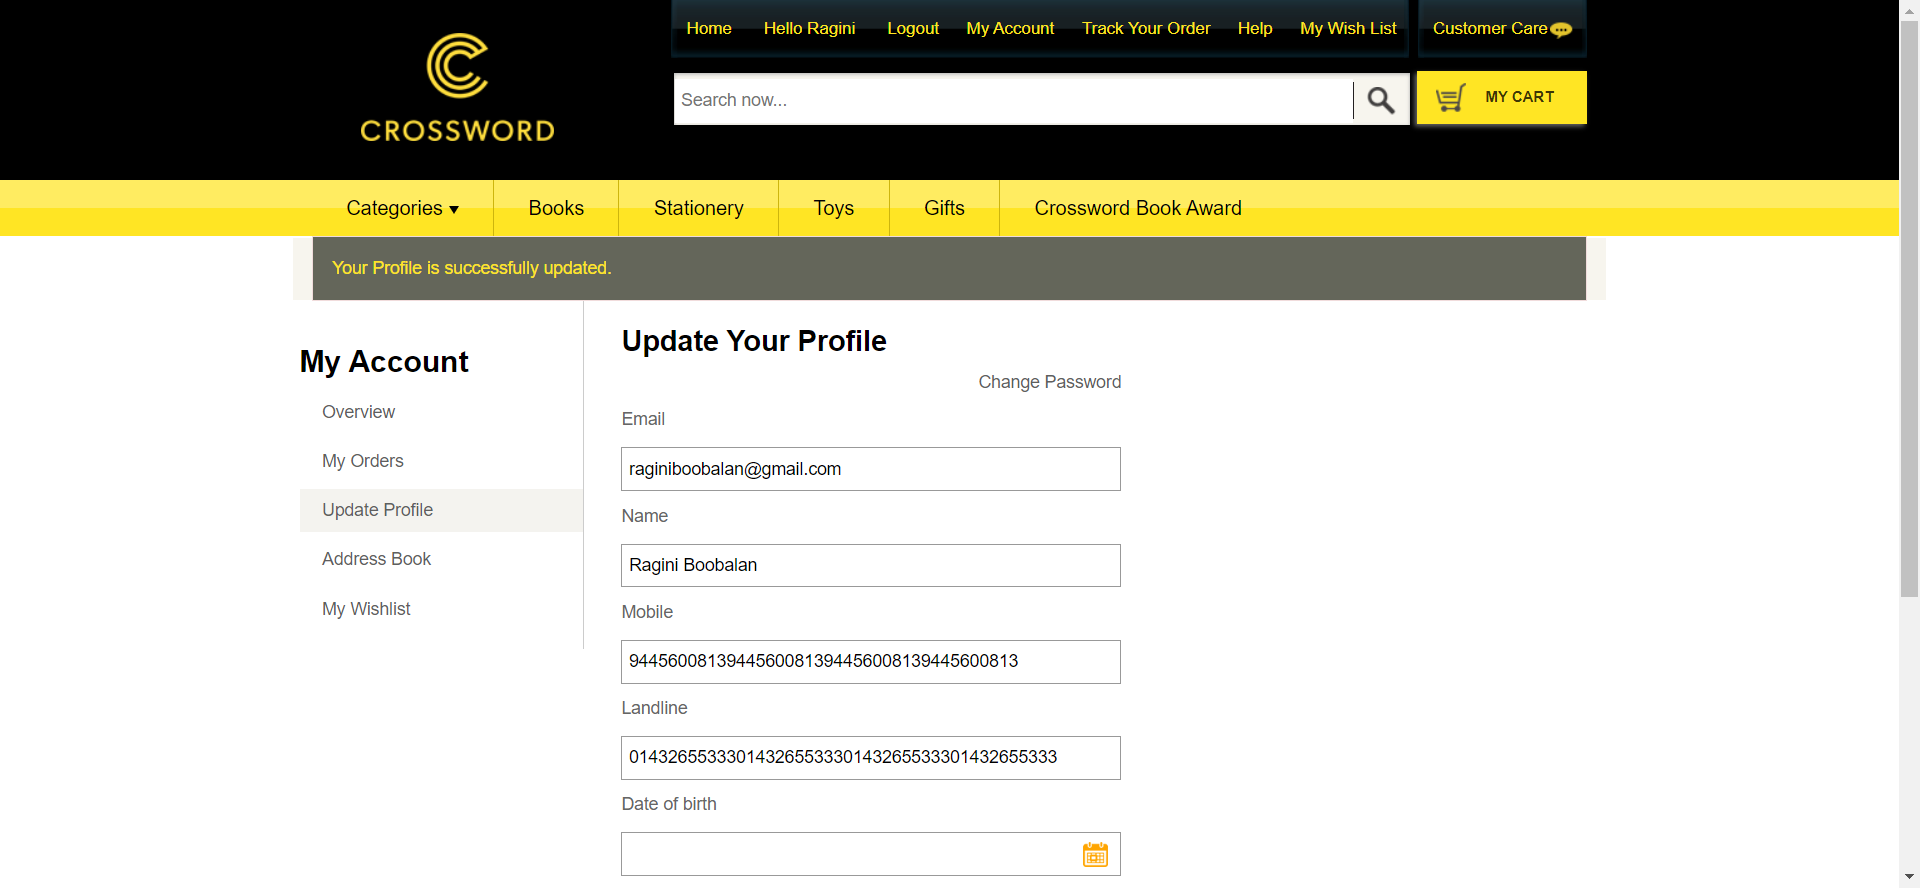 Home Hello Ragini Logout My Account Track Your Order Help My Wish List Customer Care
CROSSWORD
Search now...
MY CART
Categories ▼ Books Stationery Toys Gifts Crossword Book Award
Your Profile is successfully updated.
My Account
Overview
My Orders
Update Profile
Address Book
My Wishlist
Update Your Profile
Change Password
Email
raginiboobalan@gmail.com
Name
Ragini Boobalan
Mobile
9445600813944560081394456008139445600813
Landline
01432655333014326553330143265533301432655333
Date of birth